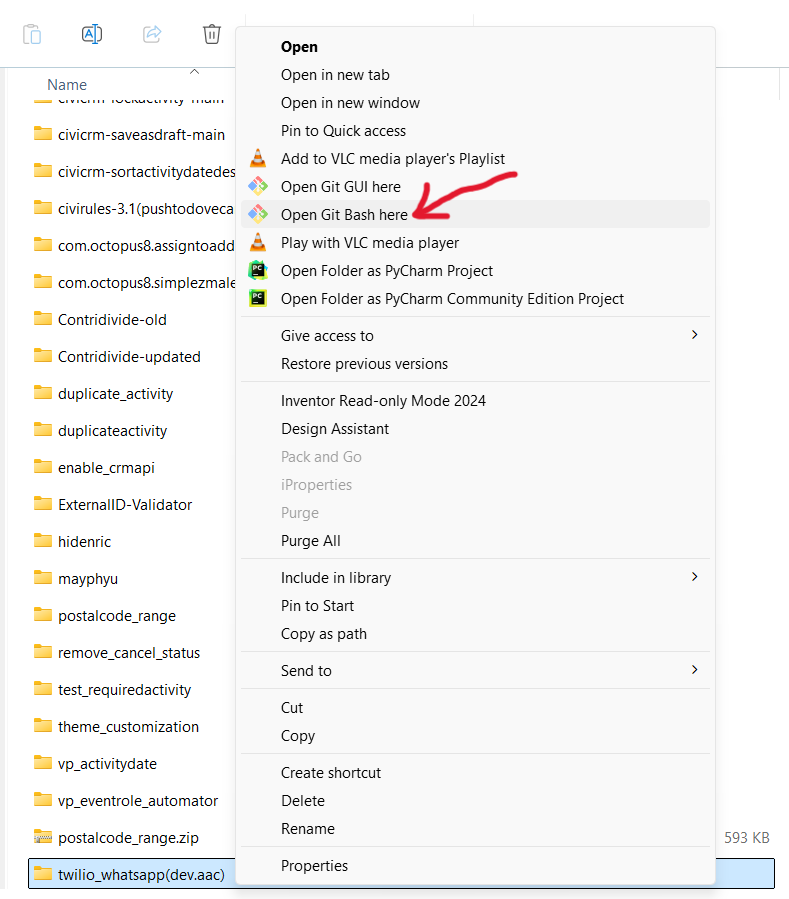 Name
civicrm-lockactivity-main
civicrm-saveasdraft-main
civicrm-sortactivitydatedes
civirules-3.1(pushtodoveca
com.octopus8.assigntoadd
com.octopus8.simplezmale
Contridivide-old
Contridivide-updated
duplicate_activity
duplicateactivity
enable_crmapi
ExternalID-Validator
hidenric
mayphyu
postalcode_range
remove_cancel_status
test_requiredactivity
theme_customization
vp_activitydate
vp_eventrole_automator
postalcode_range.zip
593 KB
twilio_whatsapp(dev.aac)
Open
Open in new tab
Open in new window
Pin to Quick access
Add to VLC media player's Playlist
Open Git GUI here
Open Git Bash here
Play with VLC media player
PC
Open Folder as PyCharm Project
PC
Open Folder as PyCharm Community Edition Project
Give access to
Restore previous versions
Inventor Read-only Mode 2024
Design Assistant
Pack and Go
iProperties
Purge
Purge All
Include in library
Pin to Start
Copy as path
Send to
Cut
Copy
Create shortcut
Delete
Rename
Properties